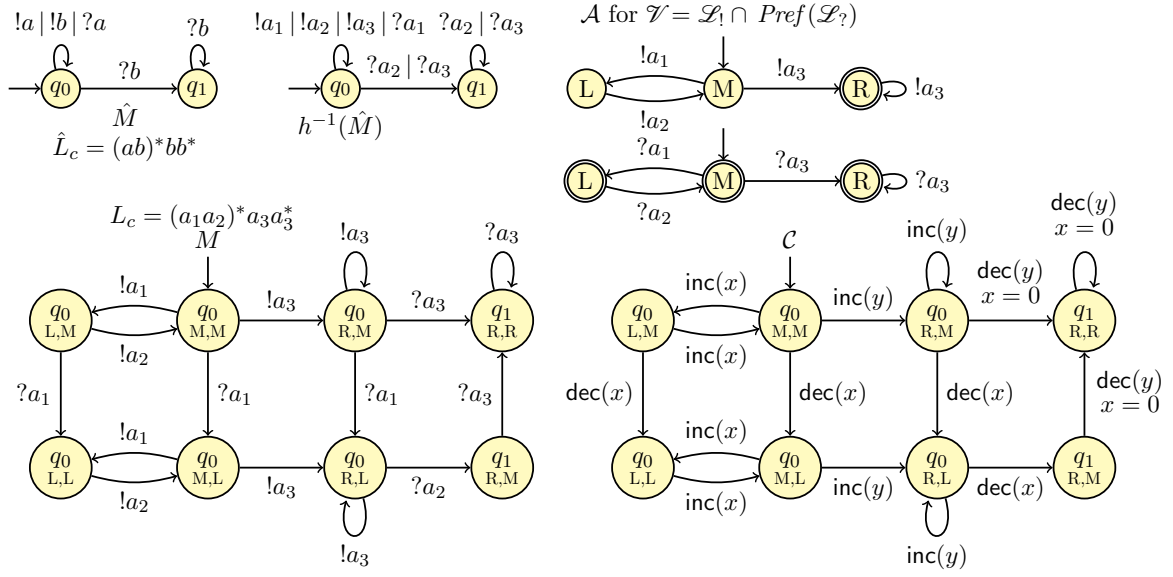 !a | !b | ?a
?b
q0
?b
q1
M̂
L̂c = (ab)*bb*
!a1 | !a2 | !a3 | ?a1
?a2 | ?a3
q0
?a2 | ?a3
q1
h−1(M̂)
𝒜 for 𝒱 = ℒ! ∩ Pref(ℒ?)
L
!a1
!a2
M
!a3
R
!a3
L
?a1
?a2
M
?a3
R
?a3
Lc = (a1a2)*a3a3*
M
q0
L,M
!a1
!a2
q0
M,M
!a3
!a3
q0
R,M
?a3
?a3
q1
R,R
?a1
?a1
?a1
?a3
q0
L,L
!a1
!a2
q0
M,L
!a3
q0
R,L
!a3
?a2
q1
R,M
𝒞
q0
L,M
inc(x)
inc(x)
q0
M,M
inc(y)
inc(y)
q0
R,M
dec(y)
x = 0
dec(y)
x = 0
q1
R,R
dec(x)
dec(x)
dec(x)
dec(y)
x = 0
q0
L,L
inc(x)
inc(x)
q0
M,L
inc(y)
q0
R,L
inc(y)
dec(x)
q1
R,M